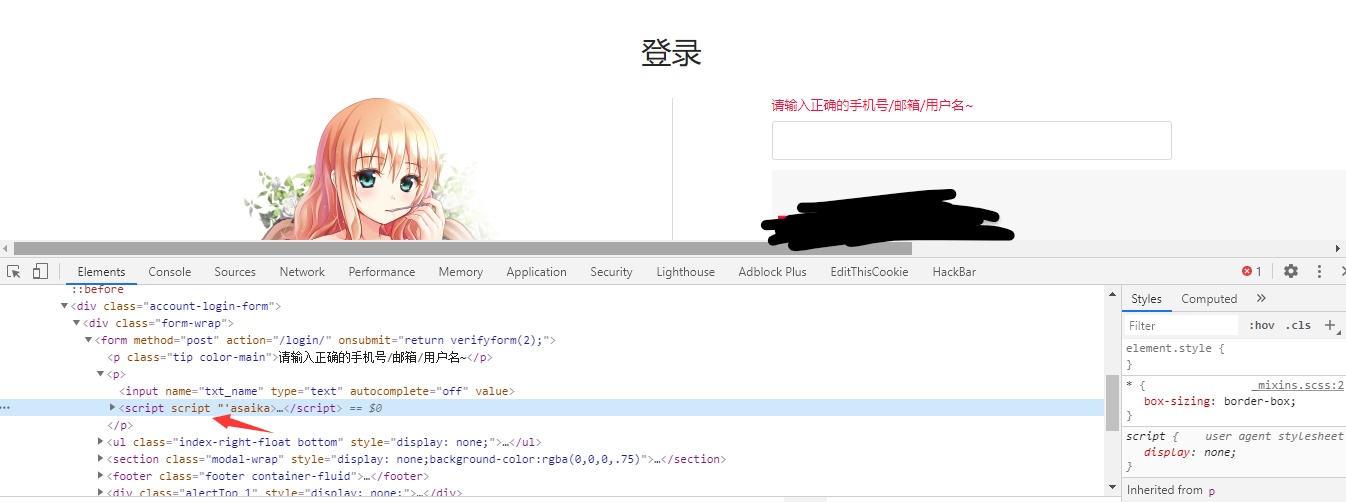 登录
请输入正确的手机号/邮箱/用户名~
Elements Console Sources Network Performance Memory Application Security Lighthouse Adblock Plus EditThisCookie HackBar 1
::before
<div class="account-login-form">
<div class="form-wrap">
<form method="post" action="/login/" onsubmit="return verifyform(2);">
<p class="tip color-main">请输入正确的手机号/邮箱/用户名~</p>
<p>
<input name="txt_name" type="text" autocomplete="off" value>
<script script "'asaika>…</script> == $0
</p>
<ul class="index-right-float bottom" style="display: none;">…</ul>
<section class="modal-wrap" style="display: none;background-color:rgba(0,0,0,.75)">…</section>
<footer class="footer container-fluid">…</footer>
<div class="alertTop 1" style="display: none;">…</div>
Styles Computed »
Filter :hov .cls +
element.style {
}
* { _mixins.scss:2
box-sizing: border-box;
}
script { user agent stylesheet
display: none;
}
Inherited from p